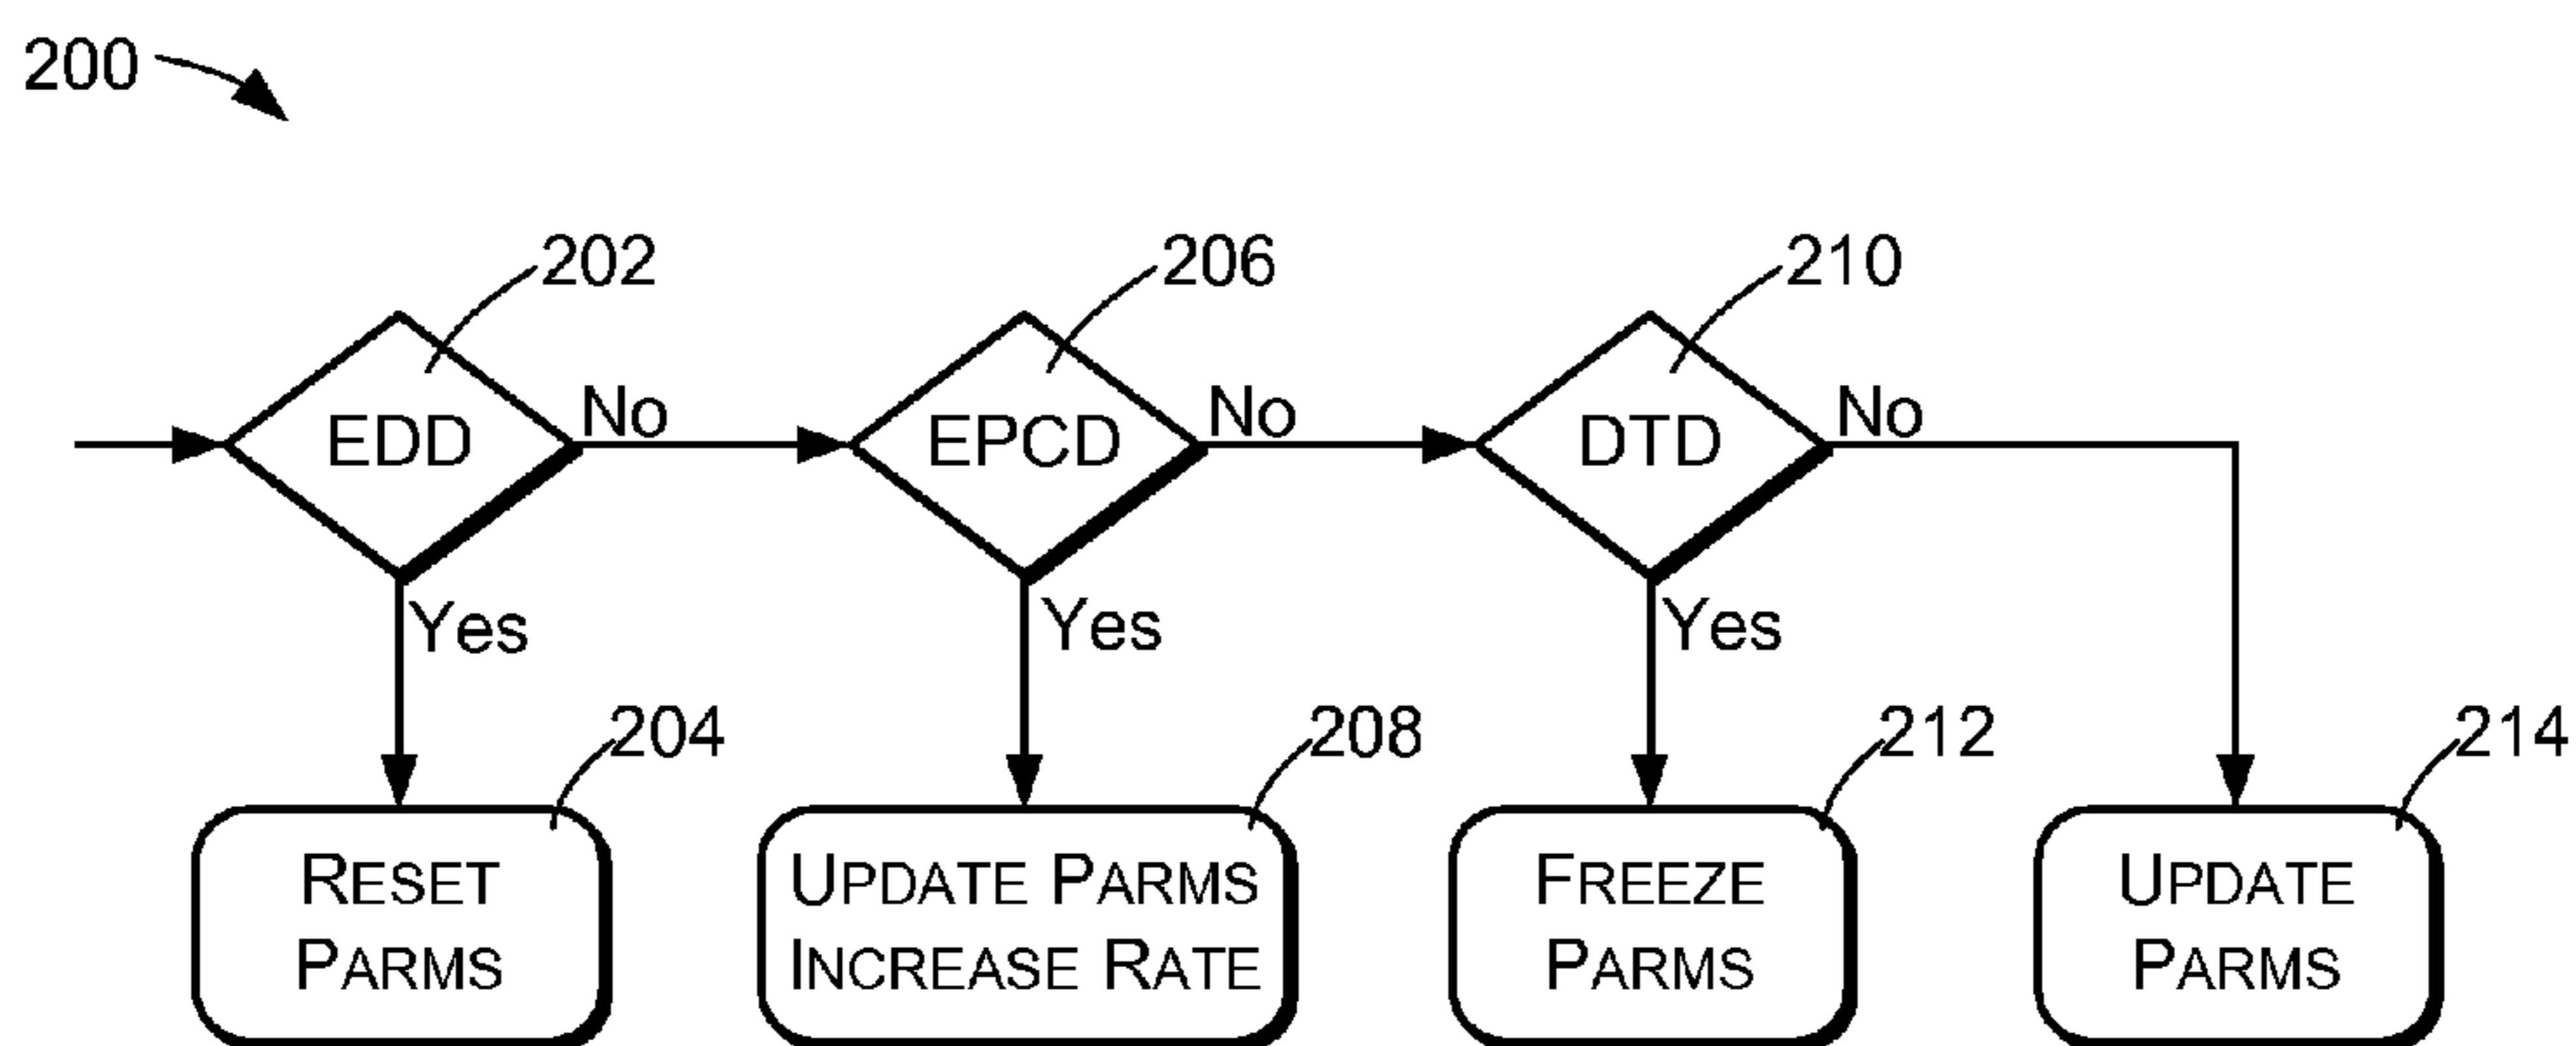 200
202
206
210
EDD
No
EPCD
No
DTD
No
Yes
Yes
Yes
204
208
212
214
RESET
PARMS
UPDATE PARMS
INCREASE RATE
FREEZE
PARMS
UPDATE
PARMS